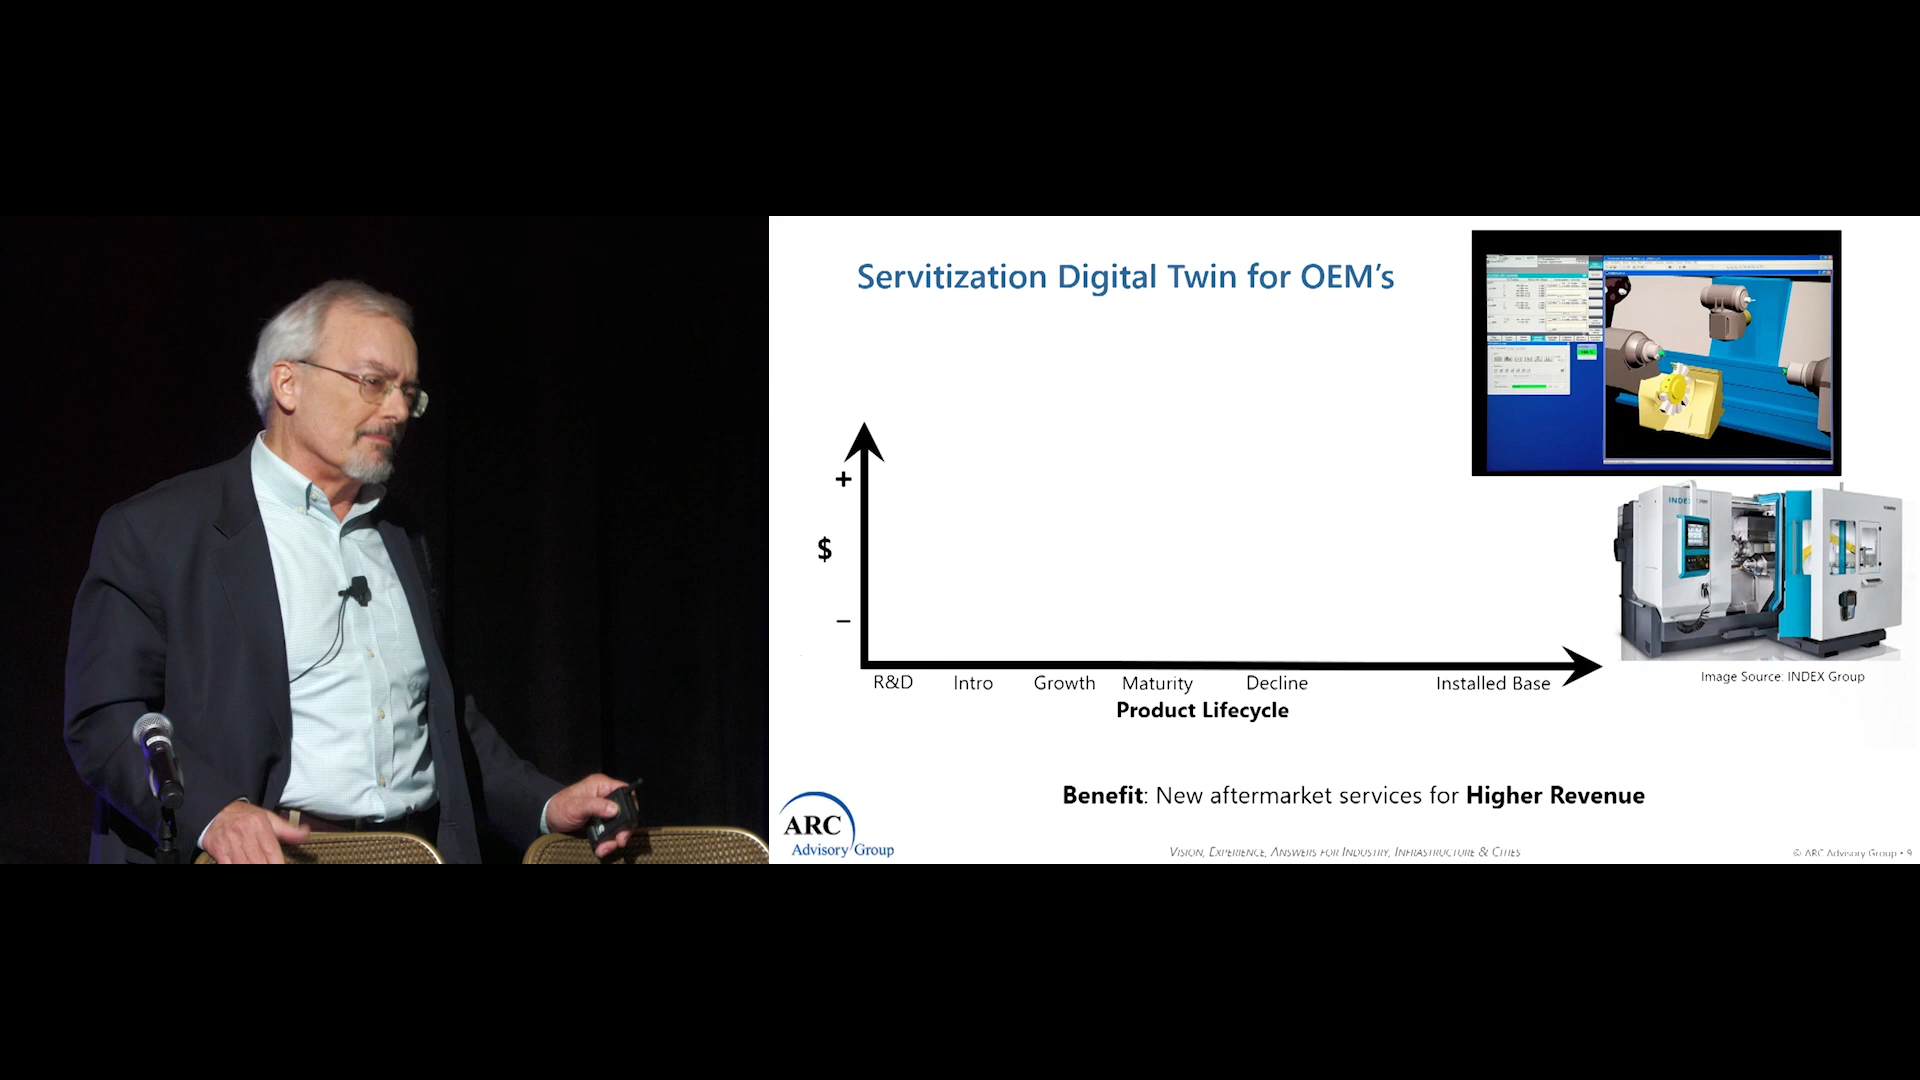 Servitization Digital Twin for OEM's
+
$
–
R&D Intro Growth Maturity Decline Installed Base
Product Lifecycle
INDEX
Image Source: INDEX Group
Benefit: New aftermarket services for Higher Revenue
ARC
Advisory Group
Vision, Experience, Answers for Industry, Infrastructure & Cities
© ARC Advisory Group • 9